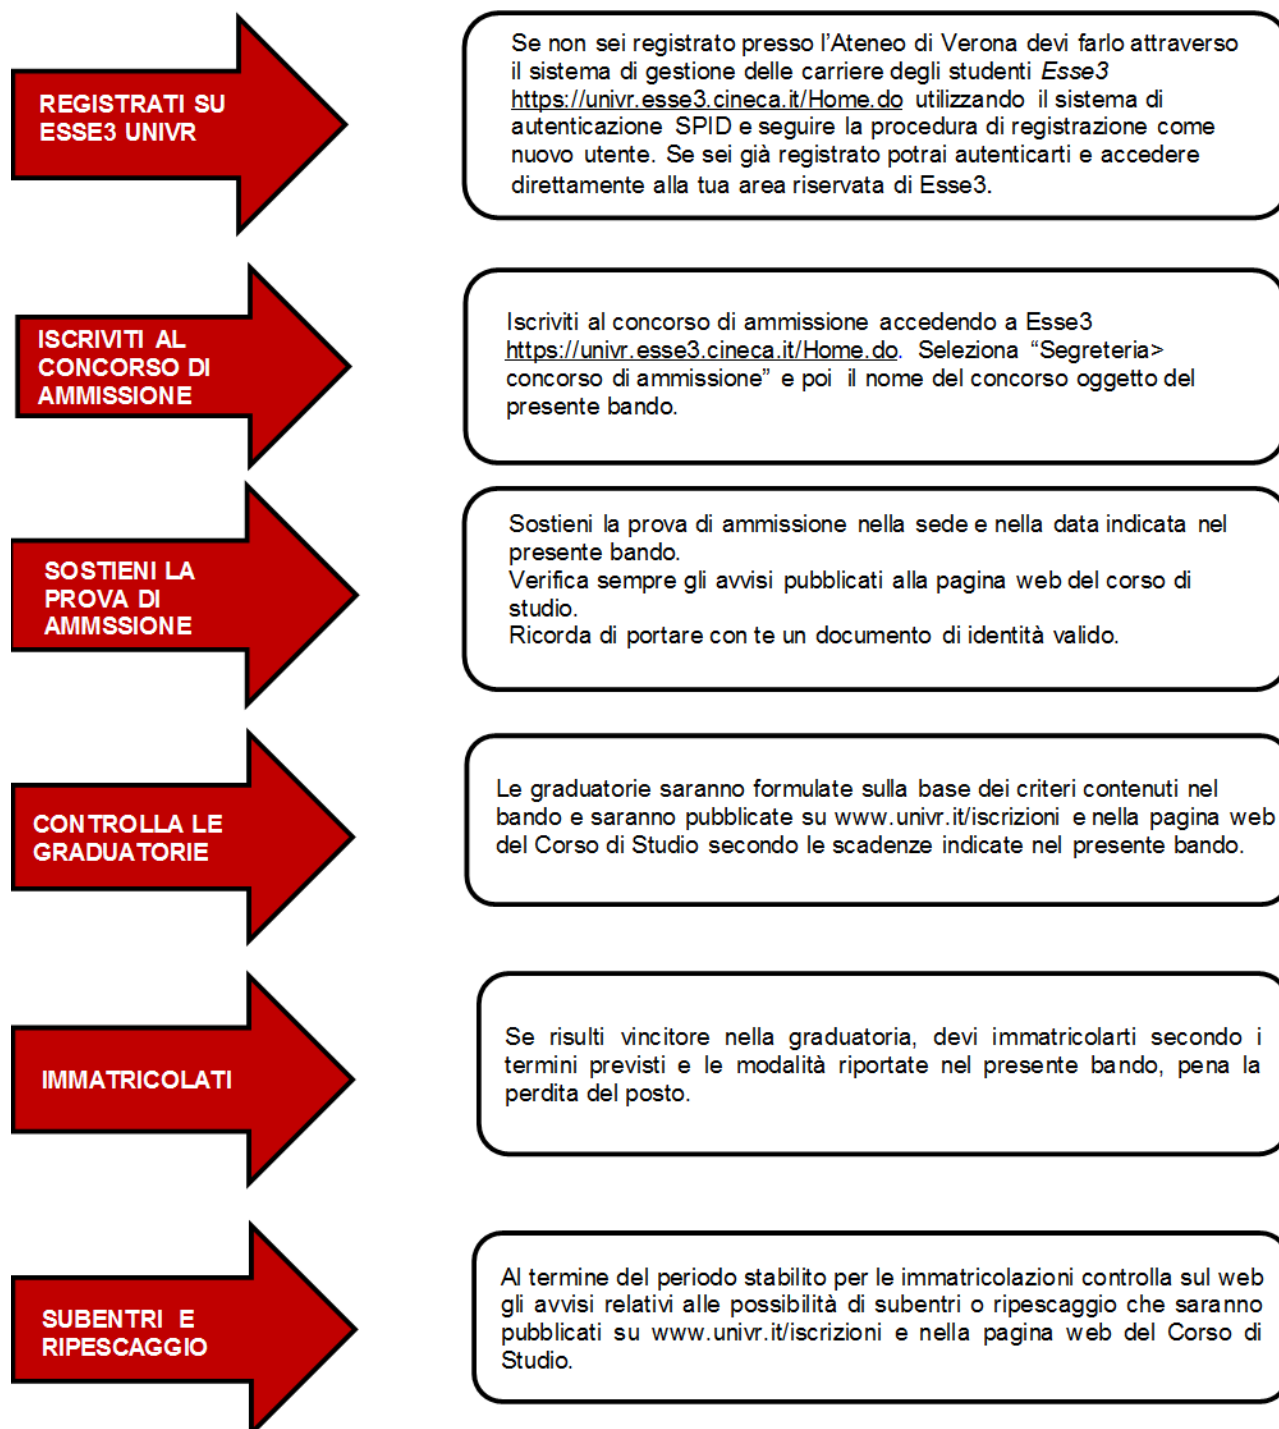 REGISTRATI SU
ESSE3 UNIVR
Se non sei registrato presso l'Ateneo di Verona devi farlo attraverso
il sistema di gestione delle carriere degli studenti Esse3
https://univr.esse3.cineca.it/Home.do utilizzando il sistema di
autenticazione SPID e seguire la procedura di registrazione come
nuovo utente. Se sei già registrato potrai autenticarti e accedere
direttamente alla tua area riservata di Esse3.
ISCRIVITI AL
CONCORSO DI
AMMISSIONE
Iscriviti al concorso di ammissione accedendo a Esse3
https://univr.esse3.cineca.it/Home.do. Seleziona “Segreteria>
concorso di ammissione” e poi il nome del concorso oggetto del
presente bando.
SOSTIENI LA
PROVA DI
AMMSSIONE
Sostieni la prova di ammissione nella sede e nella data indicata nel
presente bando.
Verifica sempre gli avvisi pubblicati alla pagina web del corso di
studio.
Ricorda di portare con te un documento di identità valido.
CONTROLLA LE
GRADUATORIE
Le graduatorie saranno formulate sulla base dei criteri contenuti nel
bando e saranno pubblicate su www.univr.it/iscrizioni e nella pagina web
del Corso di Studio secondo le scadenze indicate nel presente bando.
IMMATRICOLATI
Se risulti vincitore nella graduatoria, devi immatricolarti secondo i
termini previsti e le modalità riportate nel presente bando, pena la
perdita del posto.
SUBENTRI E
RIPESCAGGIO
Al termine del periodo stabilito per le immatricolazioni controlla sul web
gli avvisi relativi alle possibilità di subentri o ripescaggio che saranno
pubblicati su www.univr.it/iscrizioni e nella pagina web del Corso di
Studio.